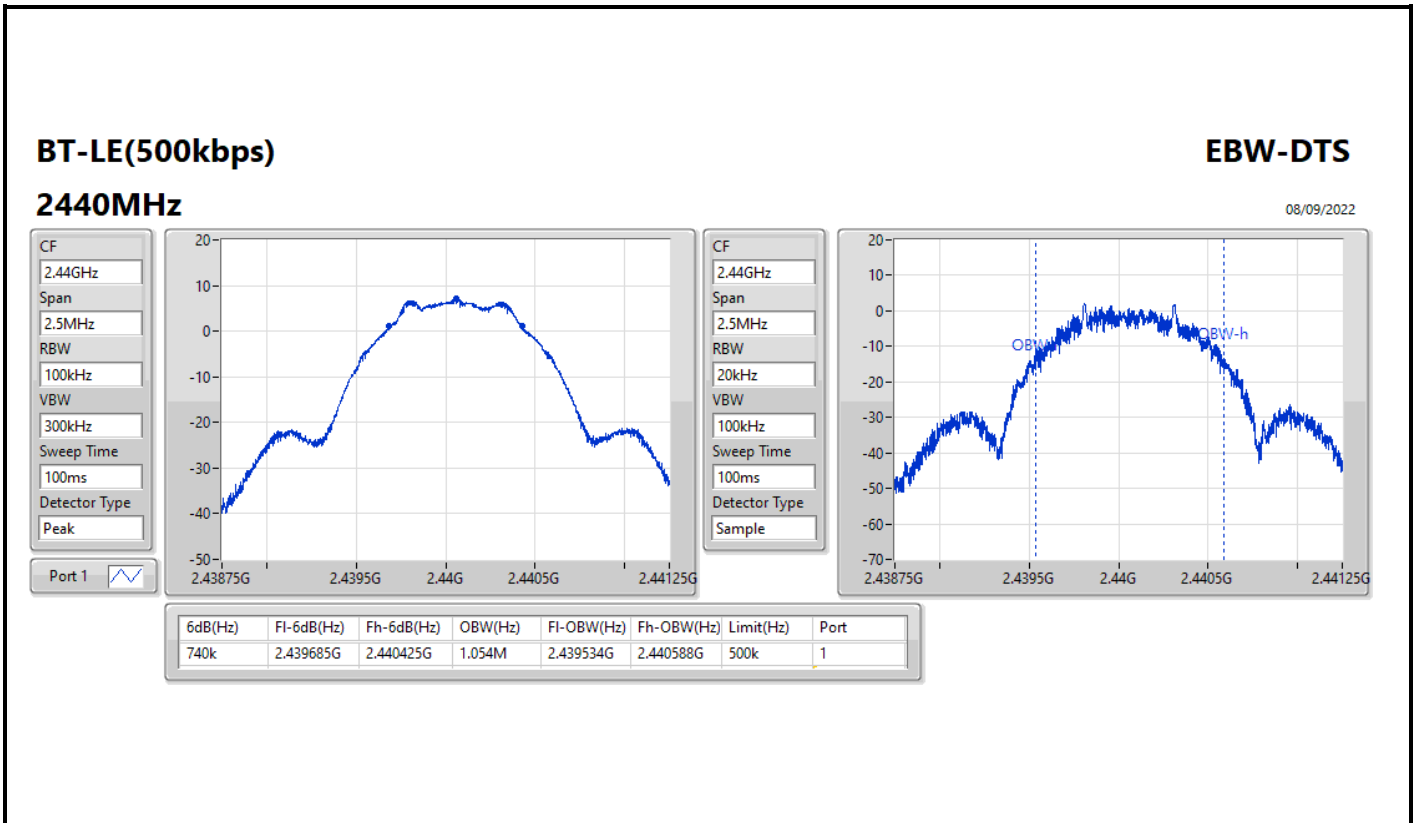 BT-LE(500kbps)
EBW-DTS
2440MHz
08/09/2022
CF
2.44GHz
Span
2.5MHz
RBW
100kHz
VBW
300kHz
Sweep Time
100ms
Detector Type
Peak
Port 1
20-
10-
0-
-10-
-20-
-30-
-40-
-50-
2.43875G 2.4395G 2.44G 2.4405G 2.44125G
CF
2.44GHz
Span
2.5MHz
RBW
20kHz
VBW
100kHz
Sweep Time
100ms
Detector Type
Sample
20-
10-
0-
-10-
-20-
-30-
-40-
-50-
-60-
-70-
OBW-h
2.43875G 2.4395G 2.44G 2.4405G 2.44125G
6dB(Hz) Fl-6dB(Hz) Fh-6dB(Hz) OBW(Hz) Fl-OBW(Hz) Fh-OBW(Hz) Limit(Hz) Port
740k 2.439685G 2.440425G 1.054M 2.439534G 2.440588G 500k 1